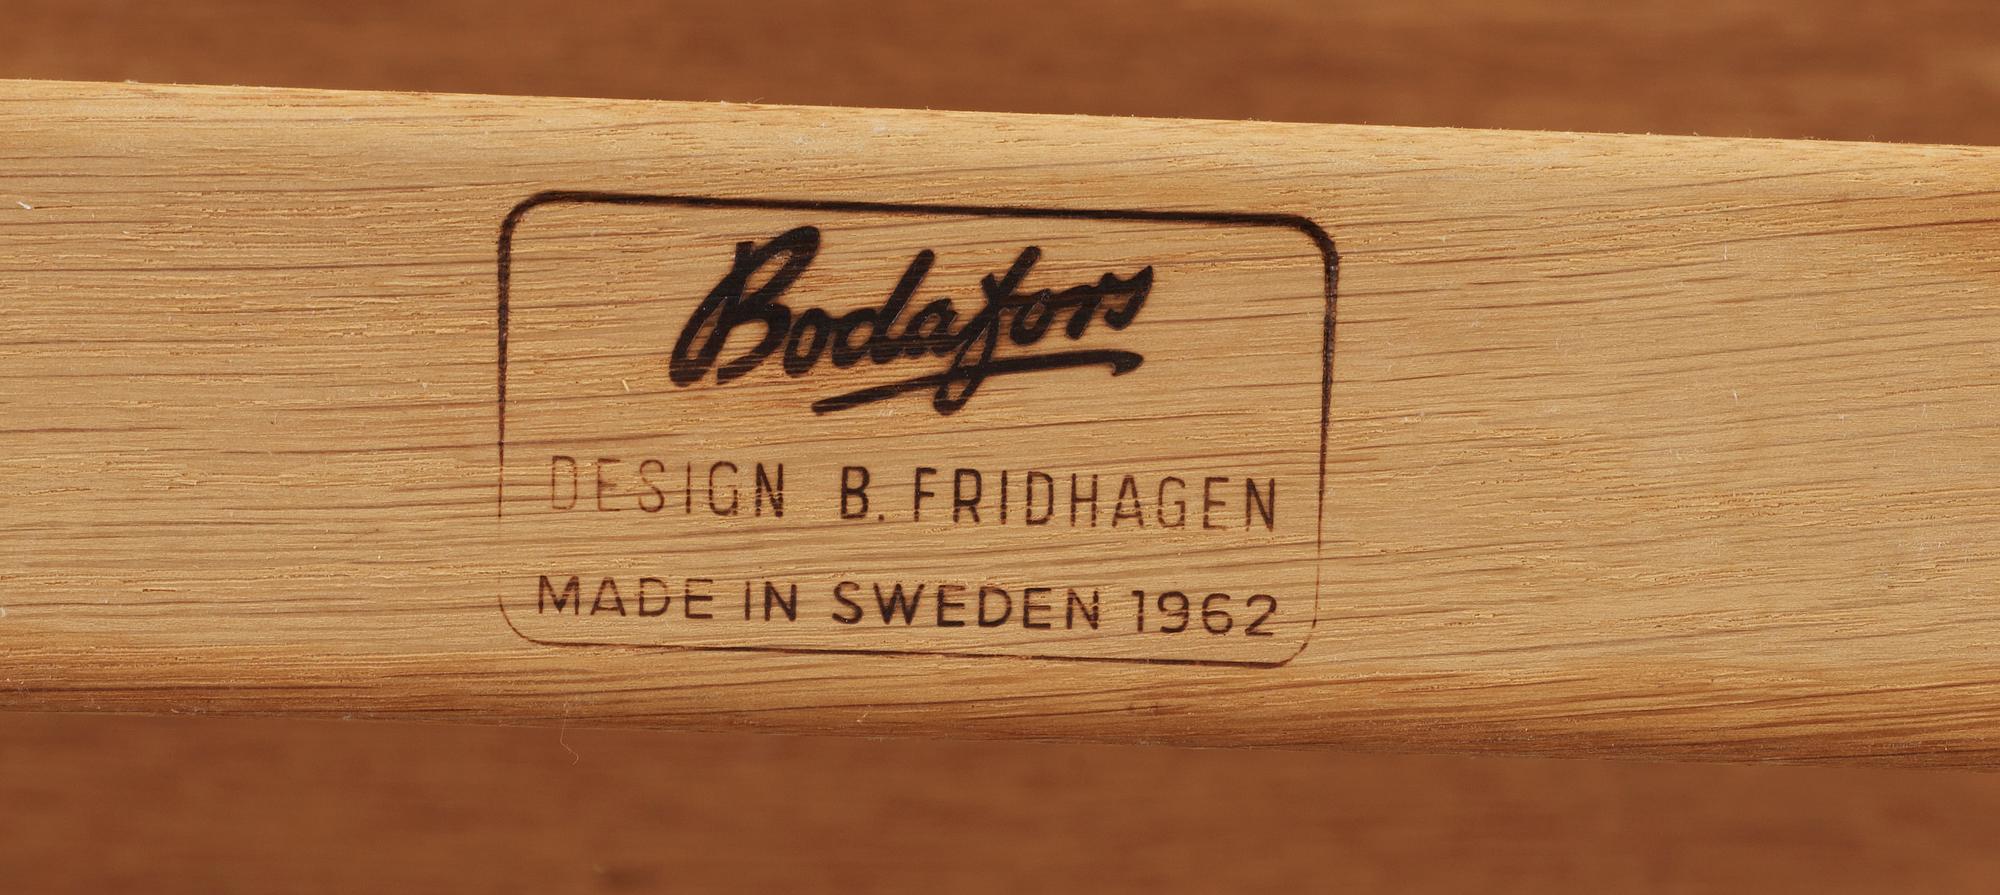 Bodafors
DESIGN B. FRIDHAGEN
MADE IN SWEDEN 1962